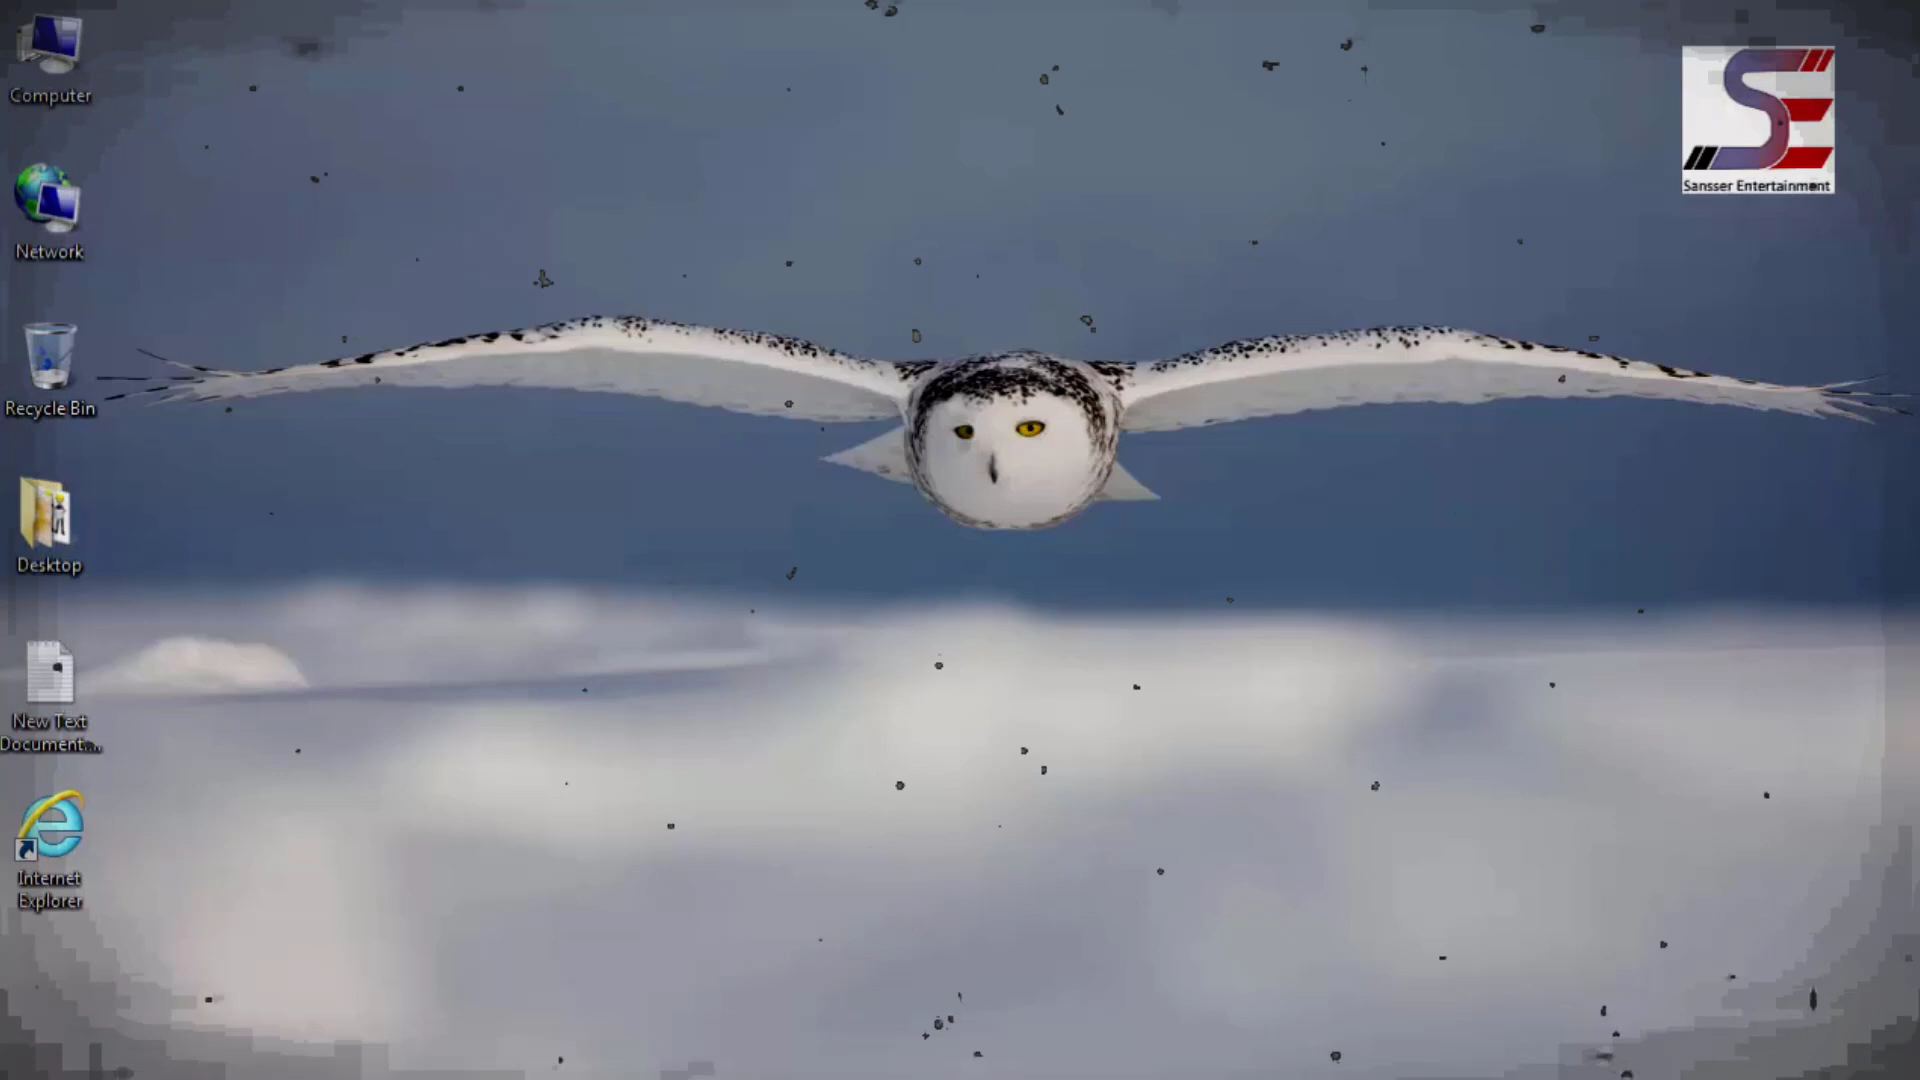 Computer
Sansser Entertainment
Network
Recycle Bin
Desktop
New Text
Document....
Internet
Explorer